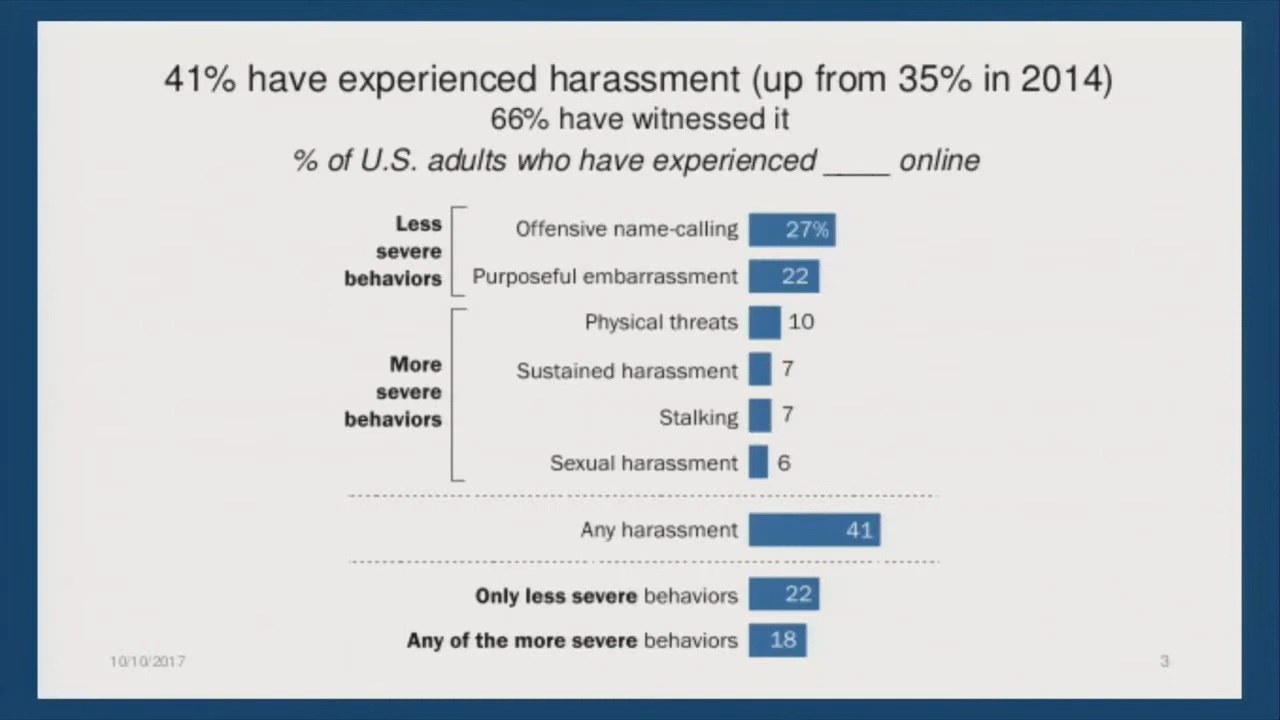 41% have experienced harassment (up from 35% in 2014)
66% have witnessed it
% of U.S. adults who have experienced ____ online
Less
severe
behaviors
Offensive name-calling 27%
Purposeful embarrassment 22
More
severe
behaviors
Physical threats 10
Sustained harassment 7
Stalking 7
Sexual harassment 6
Any harassment 41
Only less severe behaviors 22
Any of the more severe behaviors 18
10/10/2017
3